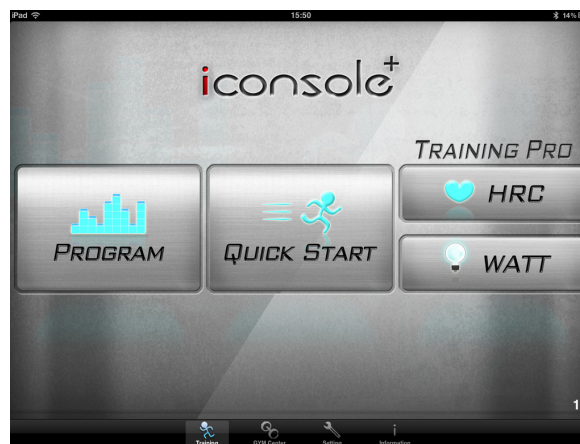 iPad 15:50 14%
iconsole+
TRAINING PRO
PROGRAM
QUICK START
HRC
WATT
1
Training GYM Center Setting Information